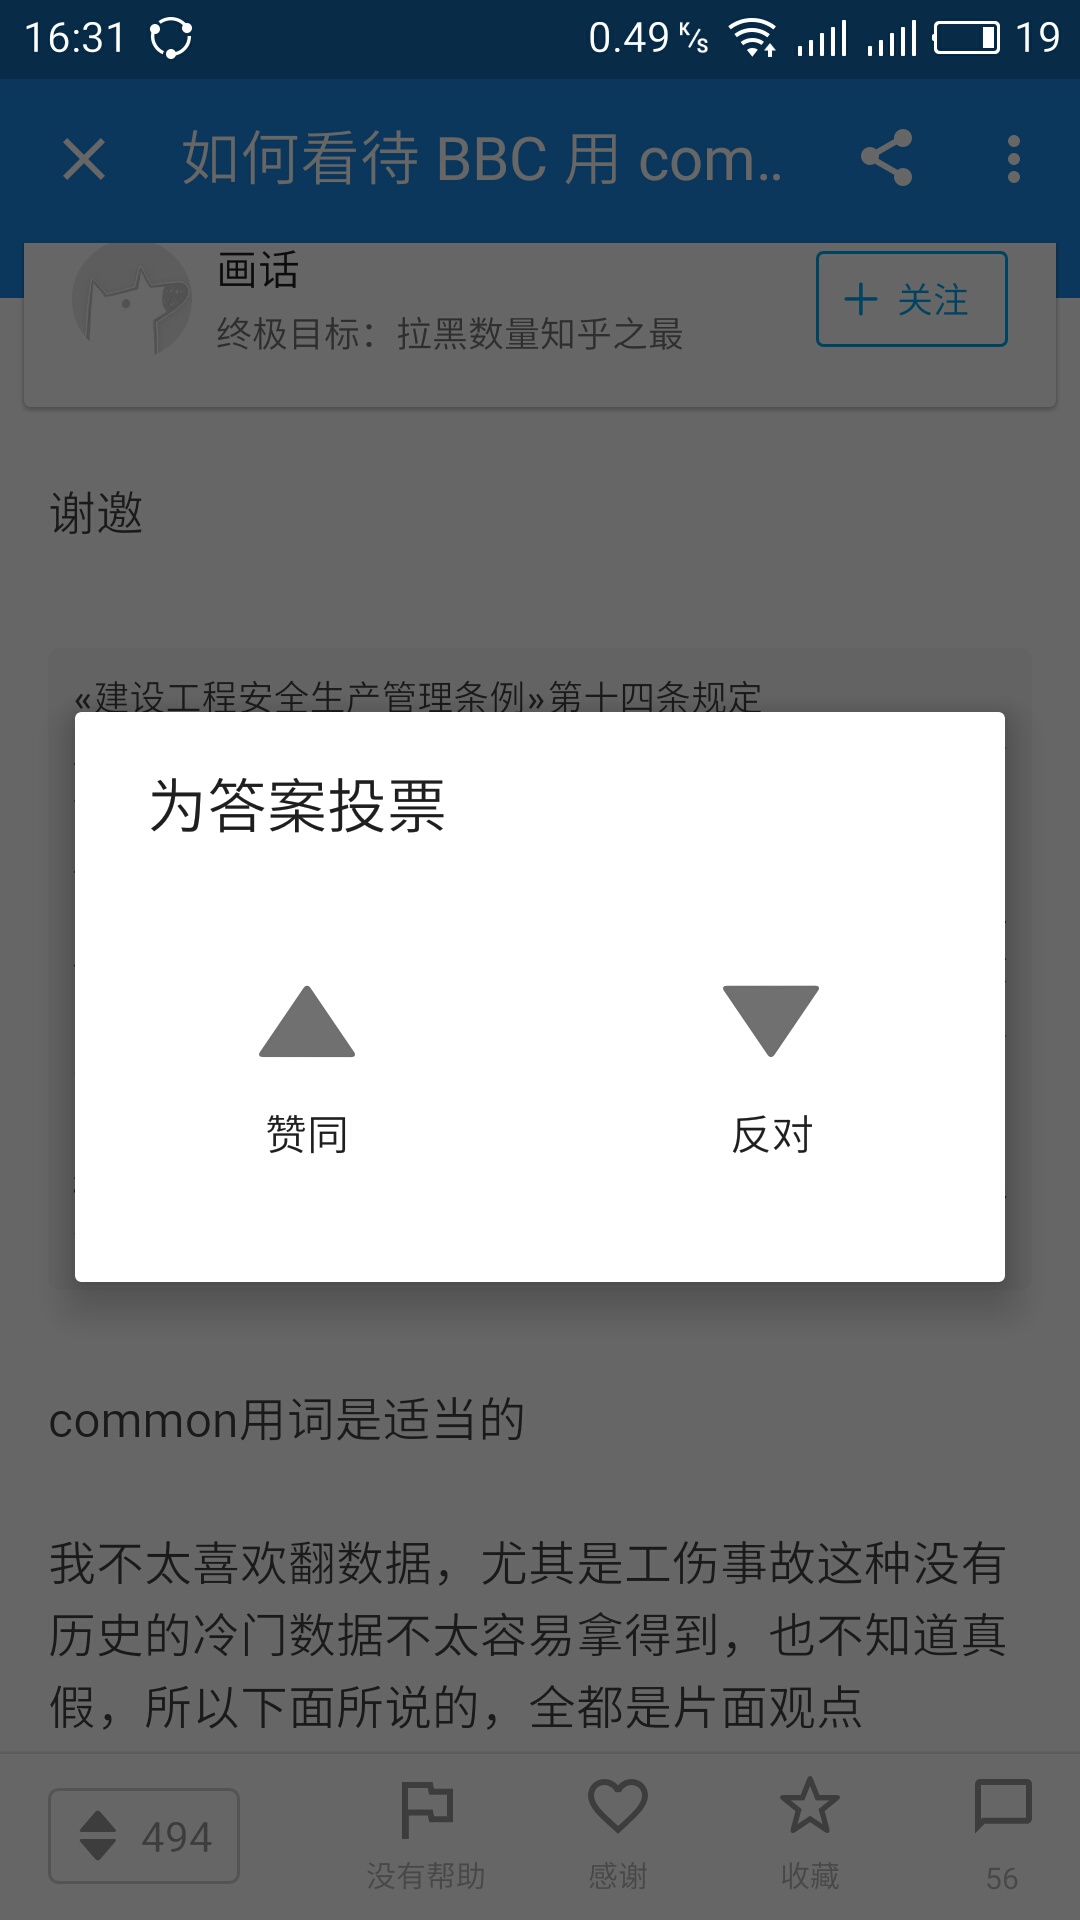 16:31 0.49 K/s 19
如何看待 BBC 用 com..
画话
+ 关注
终极目标：拉黑数量知乎之最
谢邀
«建设工程安全生产管理条例»第十四条规定
为答案投票
赞同 反对
common用词是适当的
我不太喜欢翻数据，尤其是工伤事故这种没有
历史的冷门数据不太容易拿得到，也不知道真
假，所以下面所说的，全都是片面观点
494 没有帮助 感谢 收藏 56